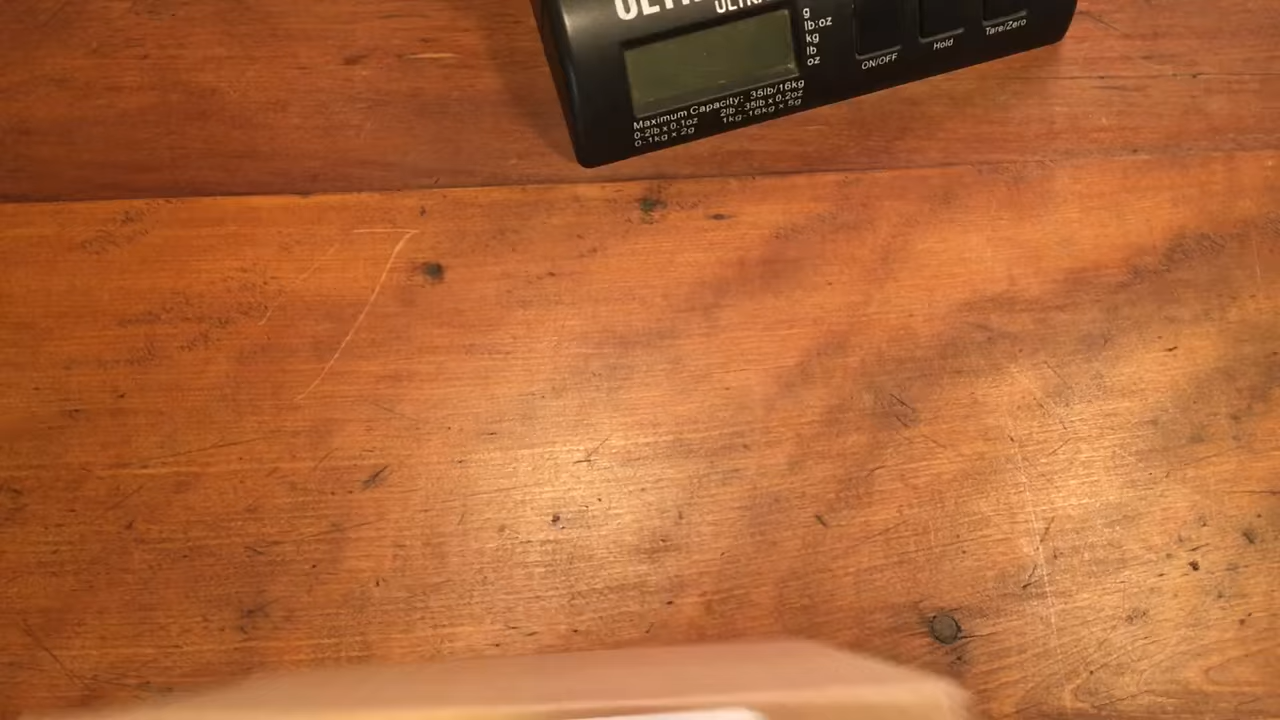 g
lb:oz
kg
lb
oz
ON/OFF
Hold
Tare/Zero
Maximum Capacity: 35lb/16kg
0-2lb x 0.1oz 2lb-35lb x 0.2oz
0-1kg x 2g 1kg-16kg x 5g